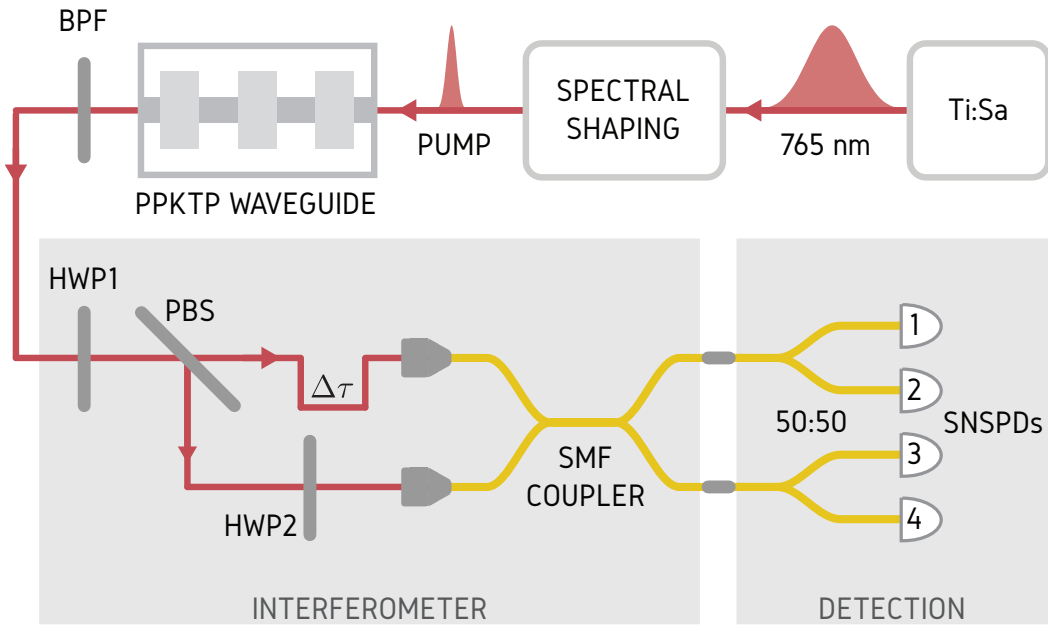 BPF
PUMP
SPECTRAL
SHAPING
765 nm
Ti:Sa
PPKTP WAVEGUIDE
HWP1
PBS
Δτ
HWP2
SMF
COUPLER
50:50
1
2
3
4
SNSPDs
INTERFEROMETER
DETECTION